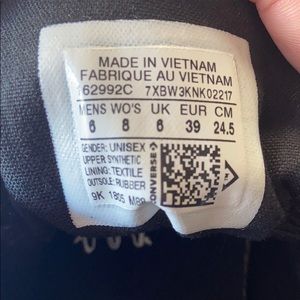 MADE IN VIETNAM
FABRIQUE AU VIETNAM
162992C 7XBW3KNK02217
MENS WO'S UK EUR CM
6 8 6 39 24.5
GENDER: UNISEX
UPPER: SYNTHETIC
LINING: TEXTILE
OUTSOLE: RUBBER
9K 1805
CONVERSE